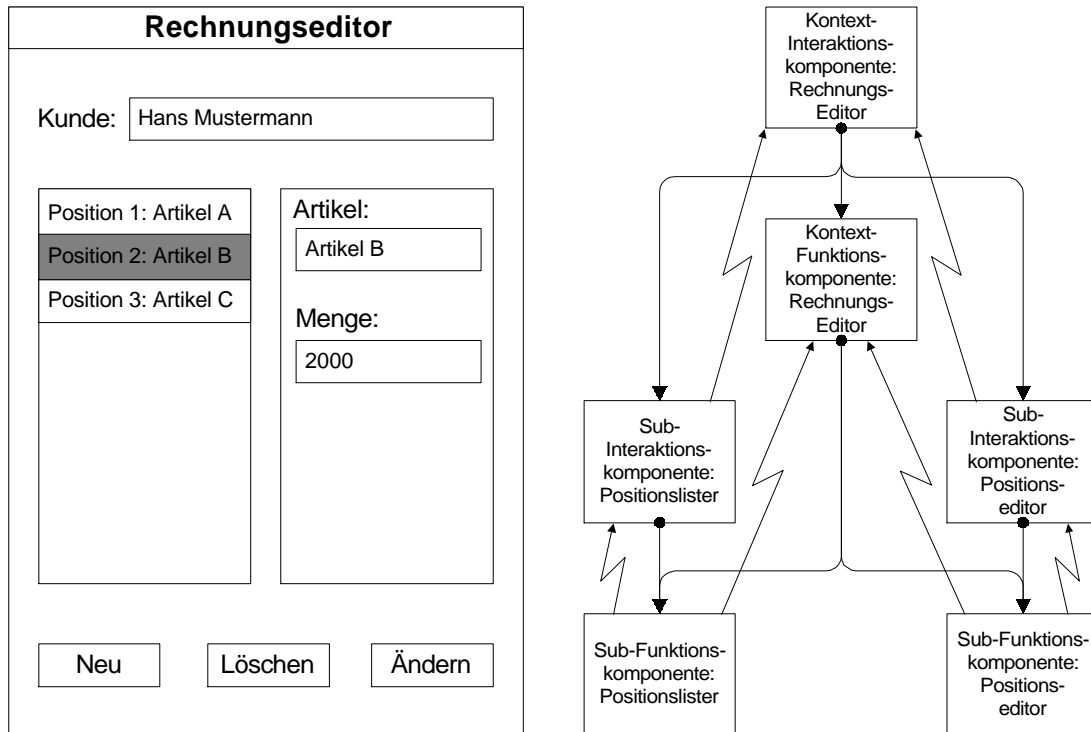 Rechnungseditor
Kunde: Hans Mustermann
Position 1: Artikel A
Position 2: Artikel B
Position 3: Artikel C
Artikel:
Artikel B
Menge:
2000
Neu
Löschen
Ändern
Kontext-
Interaktions-
komponente:
Rechnungs-
Editor
Kontext-
Funktions-
komponente:
Rechnungs-
Editor
Sub-
Interaktions-
komponente:
Positionslister
Sub-
Interaktions-
komponente:
Positions-
editor
Sub-Funktions-
komponente:
Positionslister
Sub-Funktions-
komponente:
Positions-
editor